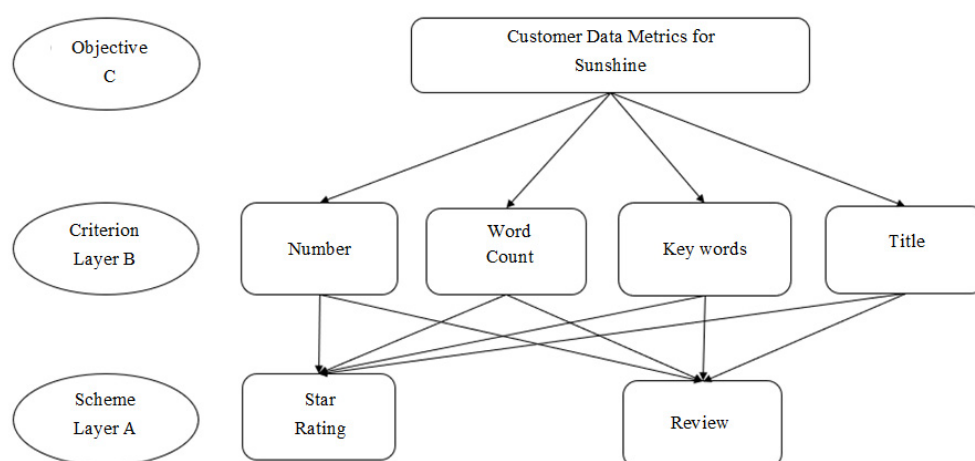 Objective
C
Customer Data Metrics for
Sunshine
Criterion
Layer B
Number
Word
Count
Key words
Title
Scheme
Layer A
Star
Rating
Review